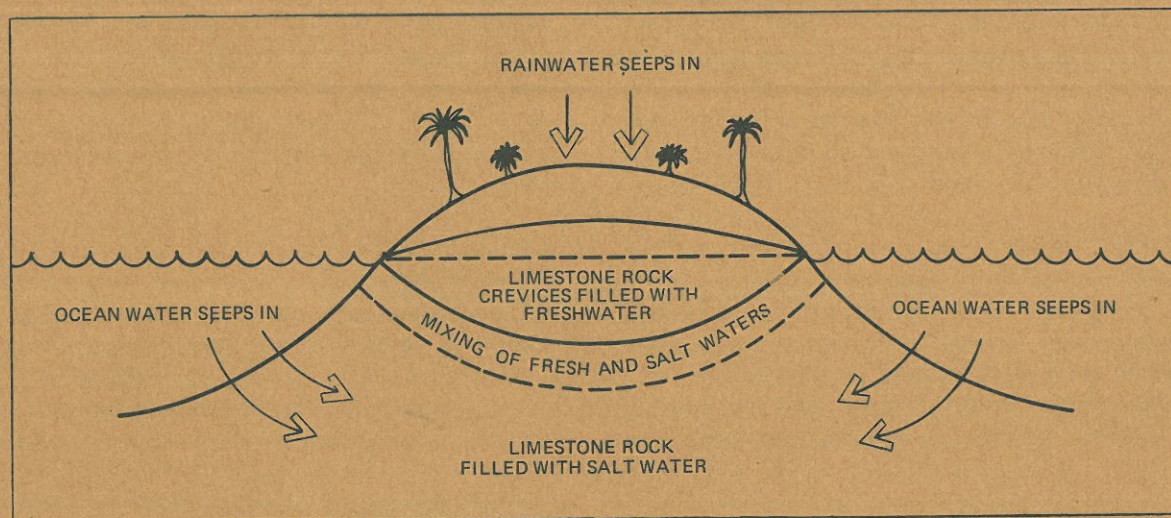 RAINWATER SEEPS IN
LIMESTONE ROCK
CREVICES FILLED WITH
FRESHWATER
OCEAN WATER SEEPS IN
OCEAN WATER SEEPS IN
MIXING OF FRESH AND SALT WATERS
LIMESTONE ROCK
FILLED WITH SALT WATER